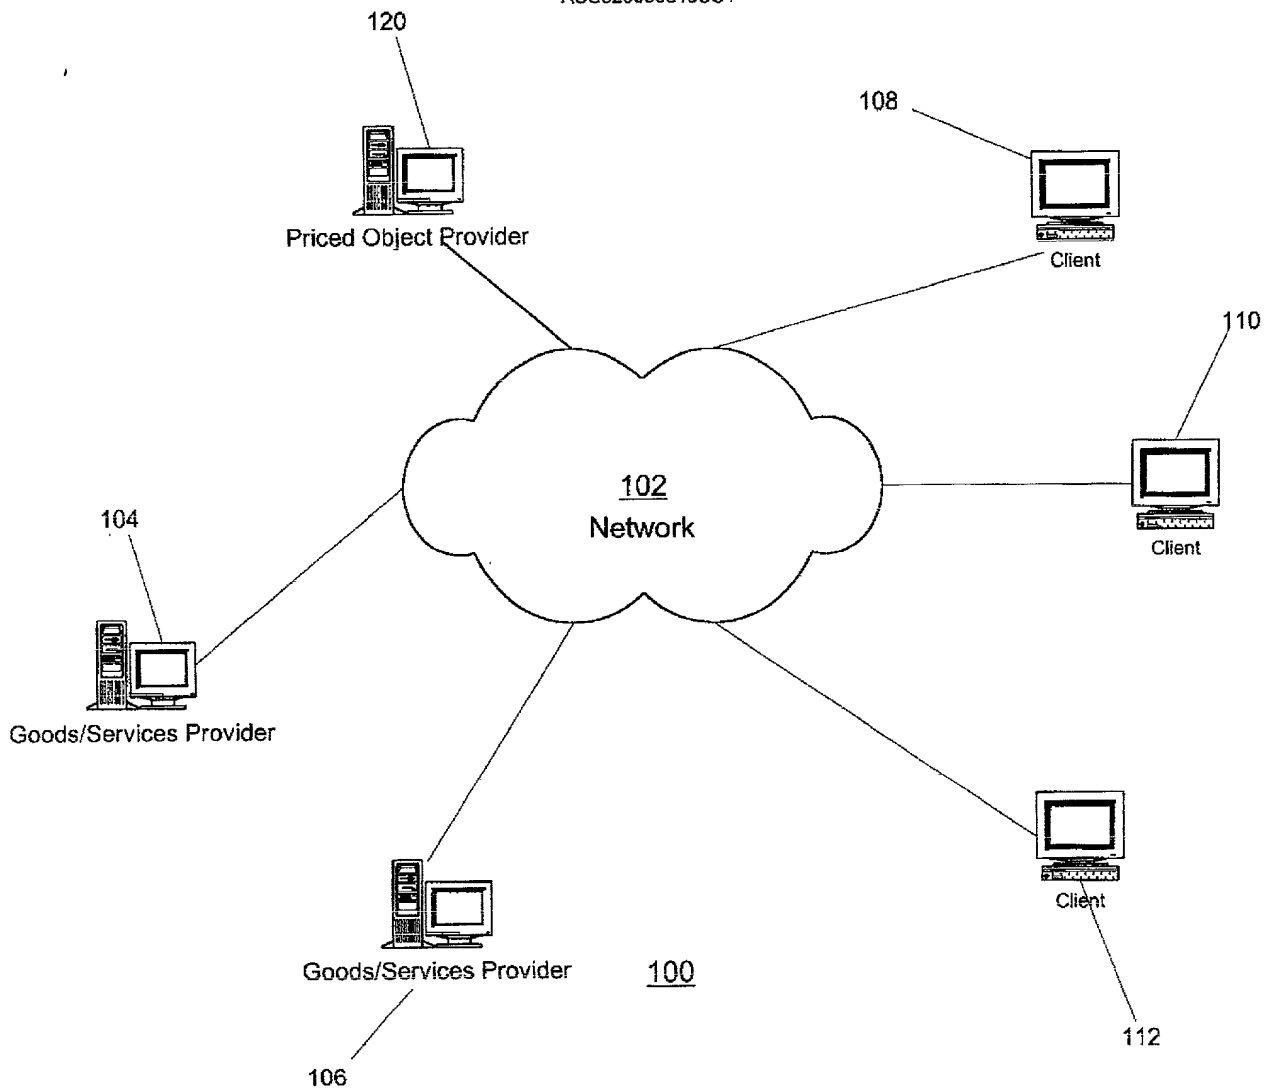 120
108
Priced Object Provider
Client
110
102
Network
Client
104
Goods/Services Provider
Client
Goods/Services Provider
100
112
106